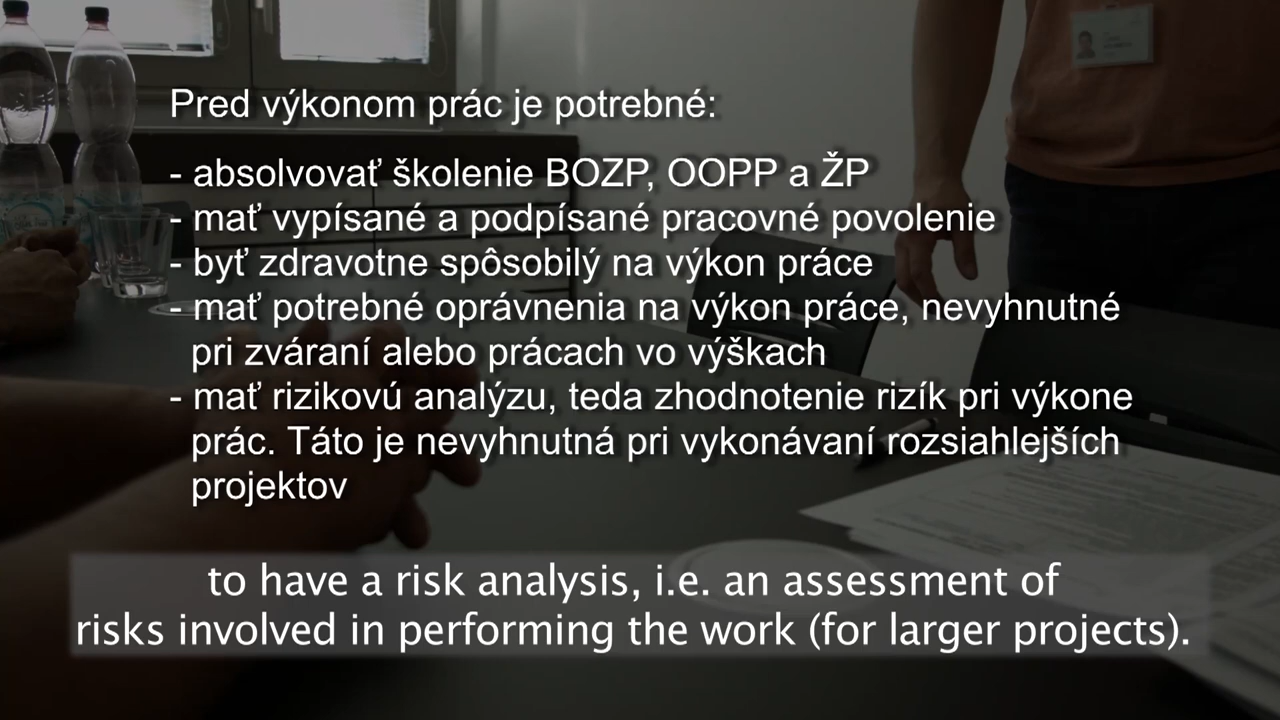 Pred výkonom prác je potrebné:
- absolvovať školenie BOZP, OOPP a ŽP
- mať vypísané a podpísané pracovné povolenie
- byť zdravotne spôsobilý na výkon práce
- mať potrebné oprávnenia na výkon práce, nevyhnutné
pri zváraní alebo prácach vo výškach
- mať rizikovú analýzu, teda zhodnotenie rizík pri výkone
prác. Táto je nevyhnutná pri vykonávaní rozsiahlejších
projektov
to have a risk analysis, i.e. an assessment of
risks involved in performing the work (for larger projects).